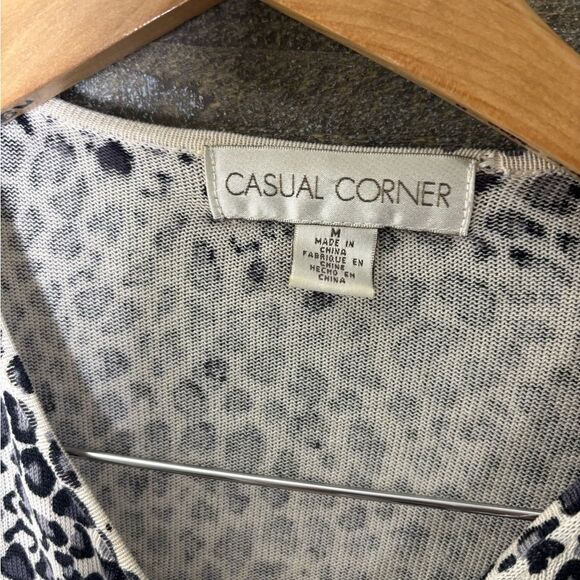 CASUAL CORNER
M
MADE IN
CHINA
FABRIQUE EN
CHINE
HECHO EN
CHINA